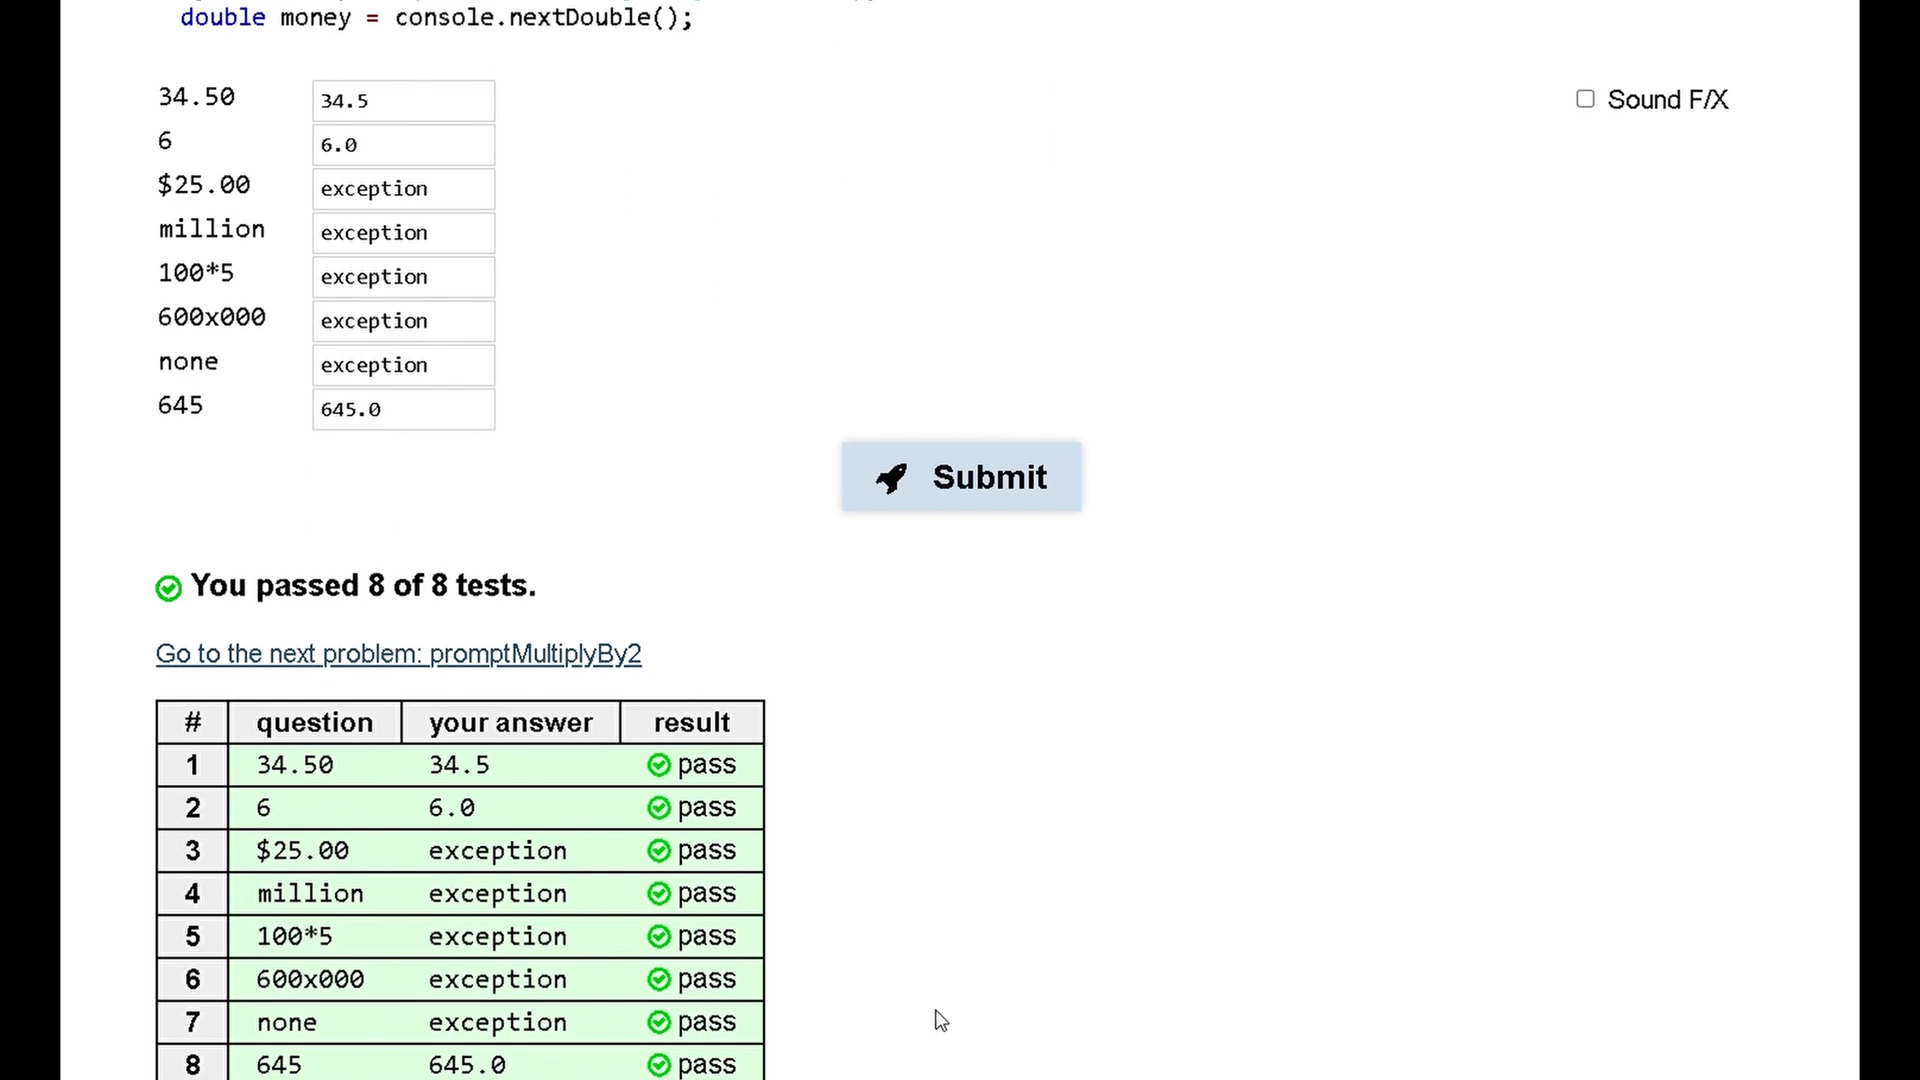 double money = console.nextDouble();
34.50 34.5
6 6.0
$25.00 exception
million exception
100*5 exception
600x000 exception
none exception
645 645.0
Sound F/X
Submit
You passed 8 of 8 tests.
Go to the next problem: promptMultiplyBy2
# question your answer result
1 34.50 34.5 pass
2 6 6.0 pass
3 $25.00 exception pass
4 million exception pass
5 100*5 exception pass
6 600x000 exception pass
7 none exception pass
8 645 645.0 pass